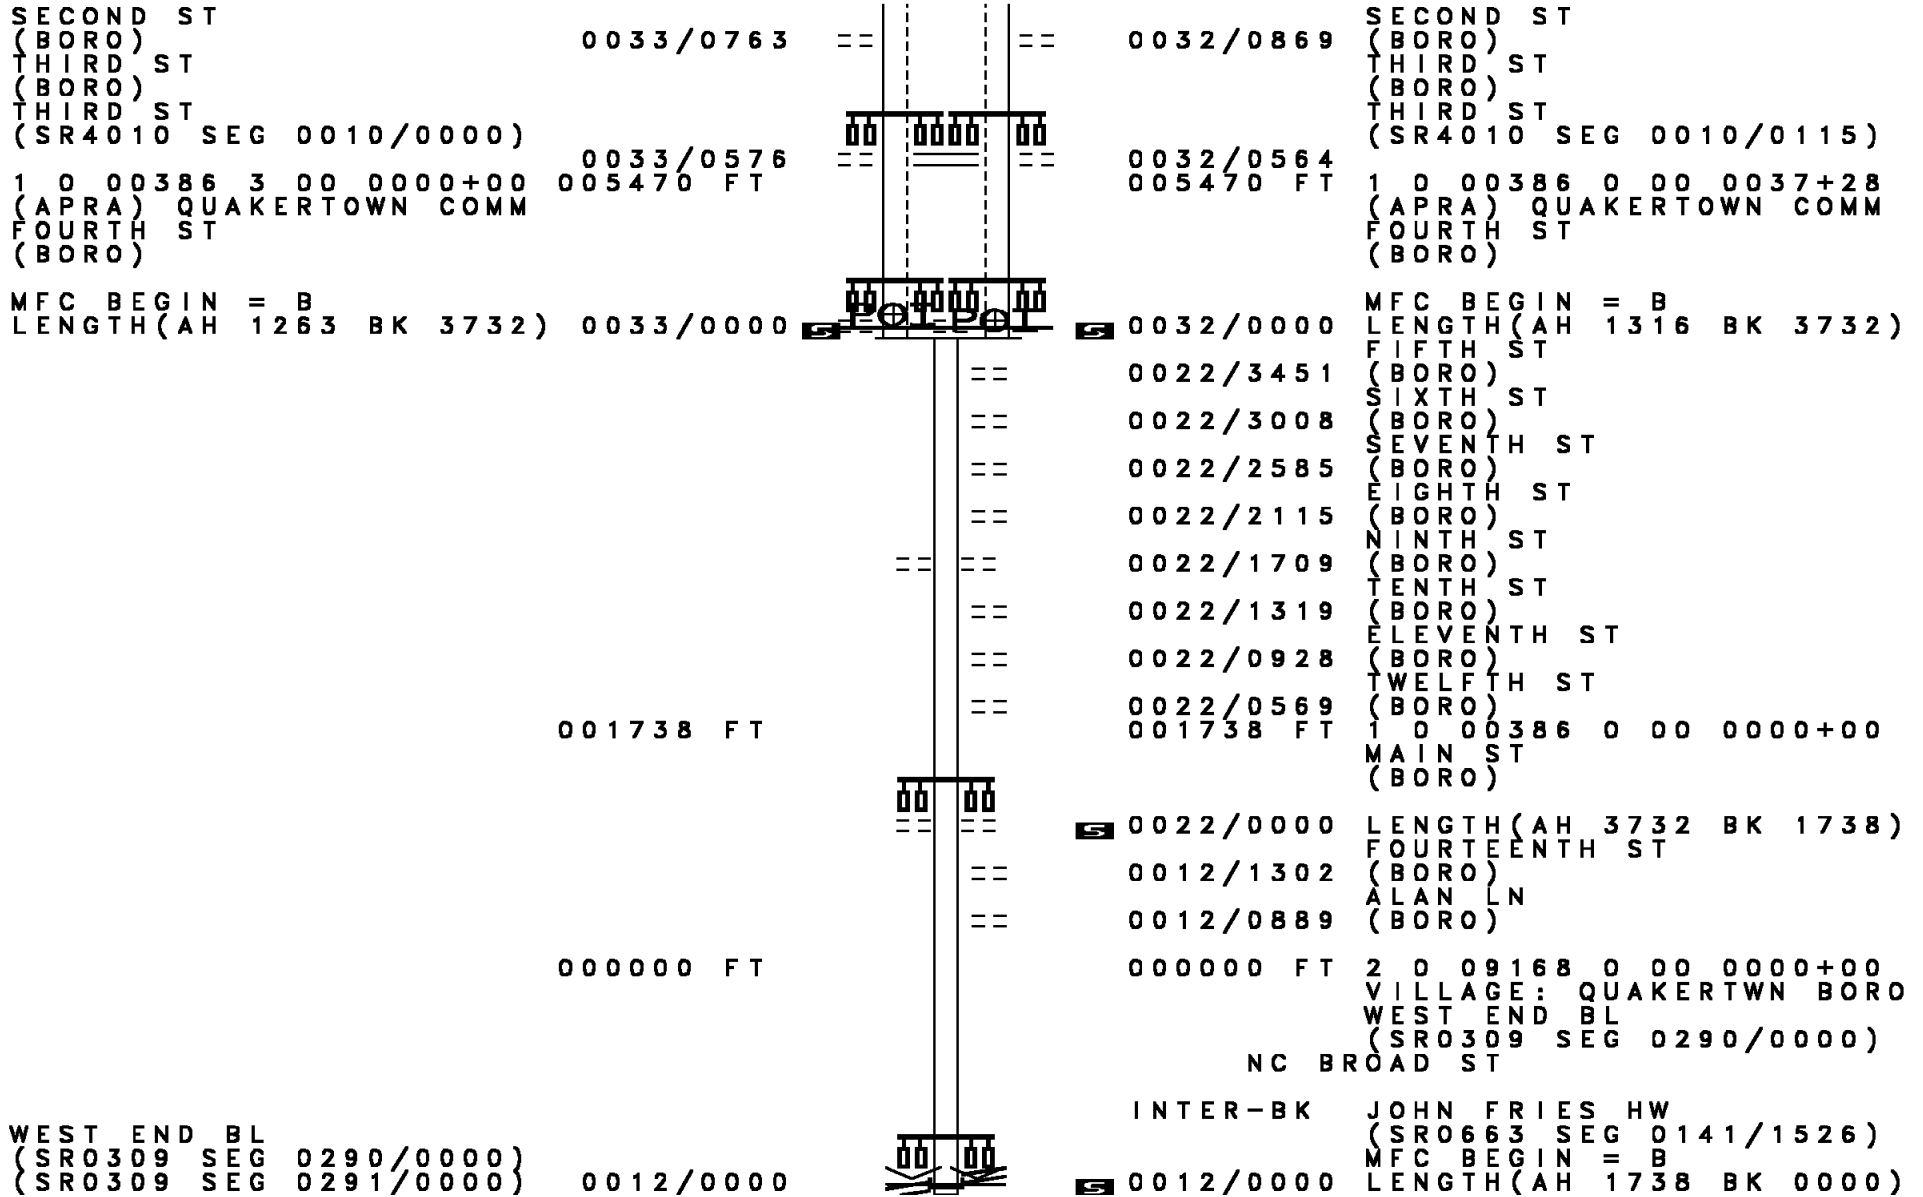 SECOND ST
(BORO) 0033/0763
THIRD ST
(BORO)
THIRD ST
(SR4010 SEG 0010/0000)
0033/0576
1 0 00386 3 00 0000+00 005470 FT
(APRA) QUAKERTOWN COMM
FOURTH ST
(BORO)
MFC BEGIN = B
LENGTH(AH 1263 BK 3732) 0033/0000 S
001738 FT
000000 FT
WEST END BL
(SR0309 SEG 0290/0000)
(SR0309 SEG 0291/0000) 0012/0000
POT POT
SECOND ST
0032/0869 (BORO)
THIRD ST
(BORO)
THIRD ST
(SR4010 SEG 0010/0115)
0032/0564
005470 FT 1 0 00386 0 00 0037+28
(APRA) QUAKERTOWN COMM
FOURTH ST
(BORO)
MFC BEGIN = B
S 0032/0000 LENGTH(AH 1316 BK 3732)
FIFTH ST
0022/3451 (BORO)
SIXTH ST
0022/3008 (BORO)
SEVENTH ST
0022/2585 (BORO)
EIGHTH ST
0022/2115 (BORO)
NINTH ST
0022/1709 (BORO)
TENTH ST
0022/1319 (BORO)
ELEVENTH ST
0022/0928 (BORO)
TWELFTH ST
0022/0569 (BORO)
001738 FT 1 0 00386 0 00 0000+00
MAIN ST
(BORO)
S 0022/0000 LENGTH(AH 3732 BK 1738)
FOURTEENTH ST
0012/1302 (BORO)
ALAN LN
0012/0889 (BORO)
000000 FT 2 0 09168 0 00 0000+00
VILLAGE: QUAKERTWN BORO
WEST END BL
(SR0309 SEG 0290/0000)
NC BROAD ST
INTER-BK JOHN FRIES HW
(SR0663 SEG 0141/1526)
MFC BEGIN = B
S 0012/0000 LENGTH(AH 1738 BK 0000)